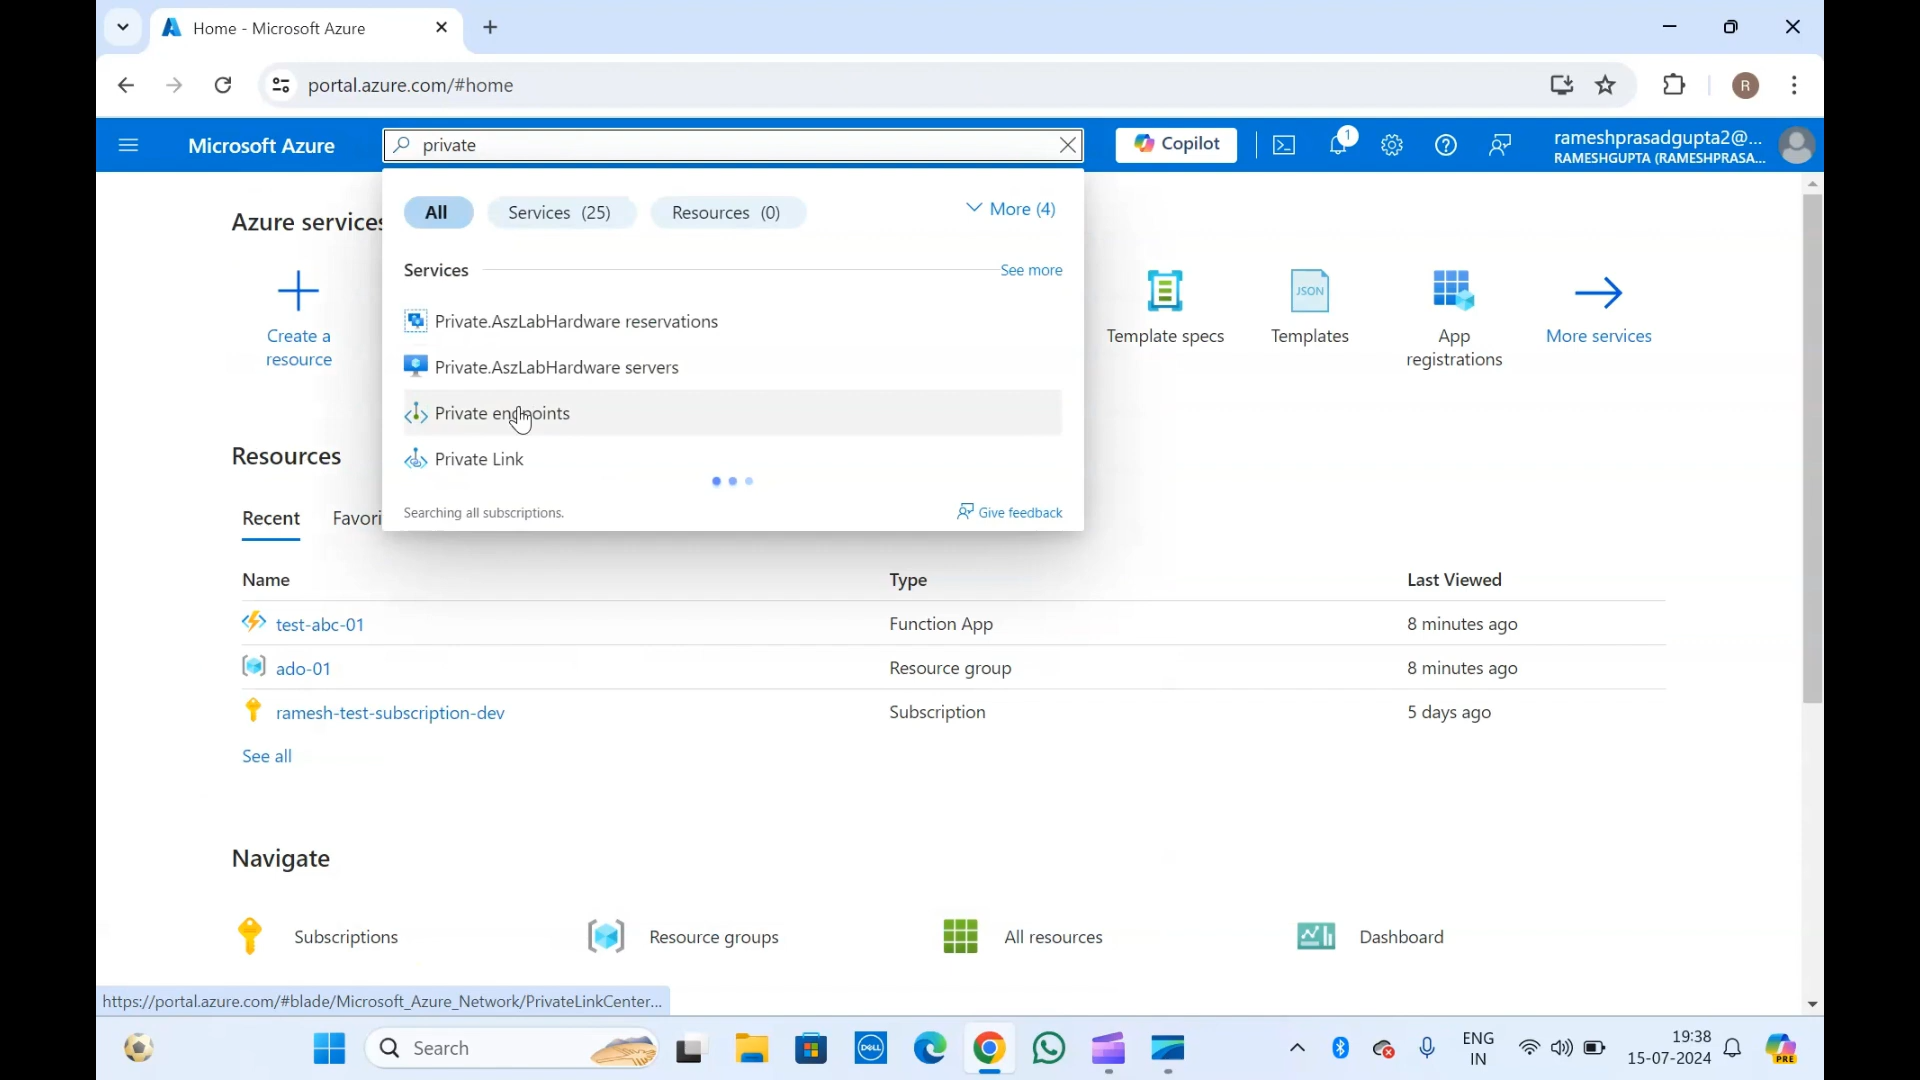 Home - Microsoft Azure
portal.azure.com/#home
R
Microsoft Azure
private
Copilot
1
rameshprasadgupta2@...
RAMESHGUPTA (RAMESHPRASA...
All
Services (25)
Resources (0)
More (4)
Azure services
Services
See more
Private.AszLabHardware reservations
Private.AszLabHardware servers
Private endpoints
Private Link
Searching all subscriptions.
Give feedback
Create a
resource
Template specs
JSON
Templates
App
registrations
More services
Resources
Recent
Favori
Name
Type
Last Viewed
test-abc-01
Function App
8 minutes ago
ado-01
Resource group
8 minutes ago
ramesh-test-subscription-dev
Subscription
5 days ago
See all
Navigate
Subscriptions
Resource groups
All resources
Dashboard
https://portal.azure.com/#blade/Microsoft_Azure_Network/PrivateLinkCenter...
Search
DELL
ENG
IN
19:38
15-07-2024
PRE